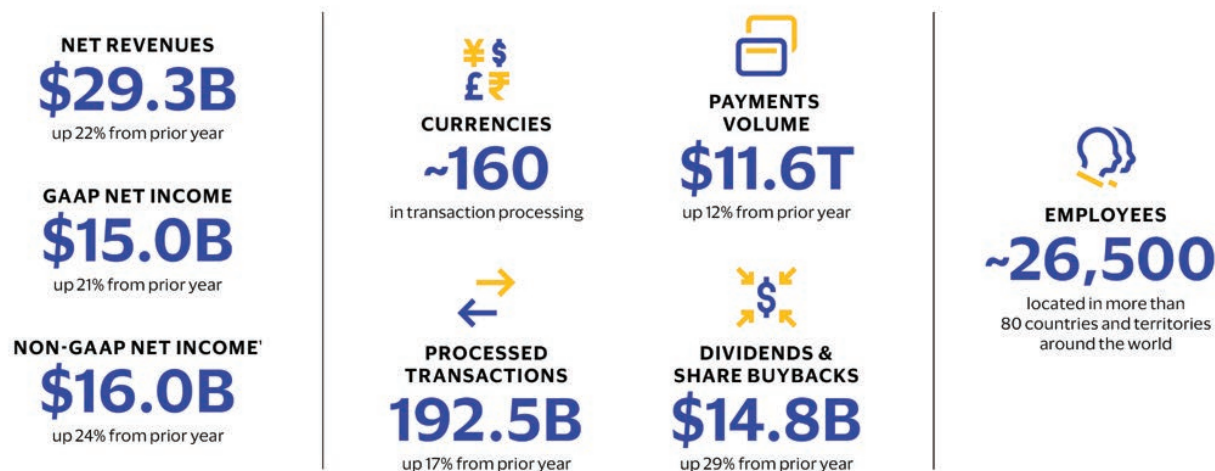 NET REVENUES
$29.3B
up 22% from prior year
GAAP NET INCOME
$15.0B
up 21% from prior year
NON-GAAP NET INCOME¹
$16.0B
up 24% from prior year
¥ $
£ ₹
CURRENCIES
~160
in transaction processing
PROCESSED
TRANSACTIONS
192.5B
up 17% from prior year
PAYMENTS
VOLUME
$11.6T
up 12% from prior year
$
DIVIDENDS &
SHARE BUYBACKS
$14.8B
up 29% from prior year
EMPLOYEES
~26,500
located in more than
80 countries and territories
around the world